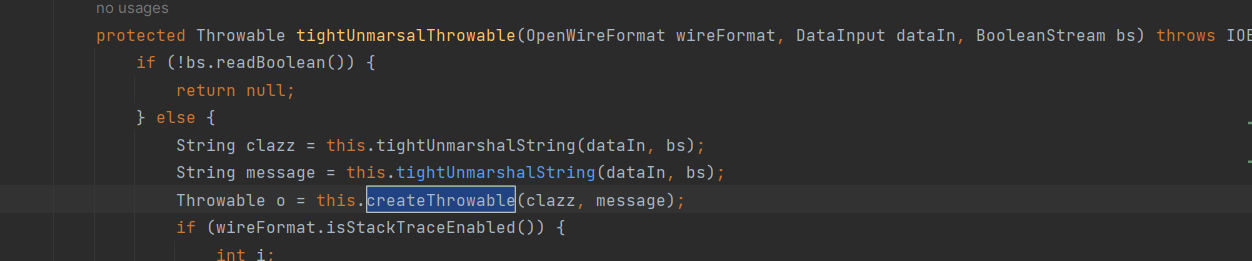 no usages
protected Throwable tightUnmarsalThrowable(OpenWireFormat wireFormat, DataInput dataIn, BooleanStream bs) throws IOE
if (!bs.readBoolean()) {
return null;
} else {
String clazz = this.tightUnmarshalString(dataIn, bs);
String message = this.tightUnmarshalString(dataIn, bs);
Throwable o = this.createThrowable(clazz, message);
if (wireFormat.isStackTraceEnabled()) {
int i;